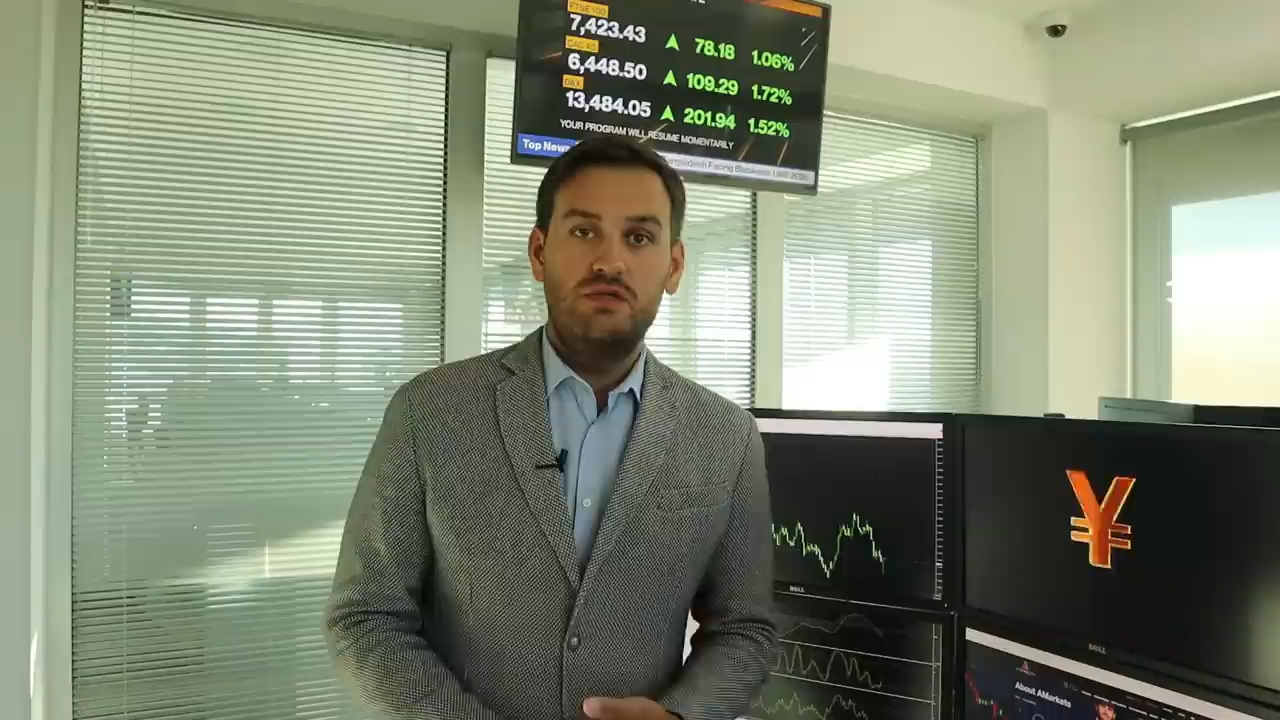 FTSE 100
7,423.43 ▲ 78.18 1.06%
CAC 40
6,448.50 ▲ 109.29 1.72%
DAX
13,484.05 ▲ 201.94 1.52%
YOUR PROGRAM WILL RESUME MOMENTARILY
Top News
Facing
¥
DELL
DELL
About AMarkets